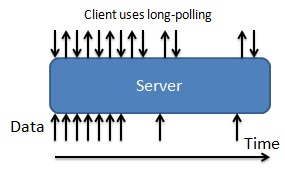 Client uses long-polling
Server
Data
Time